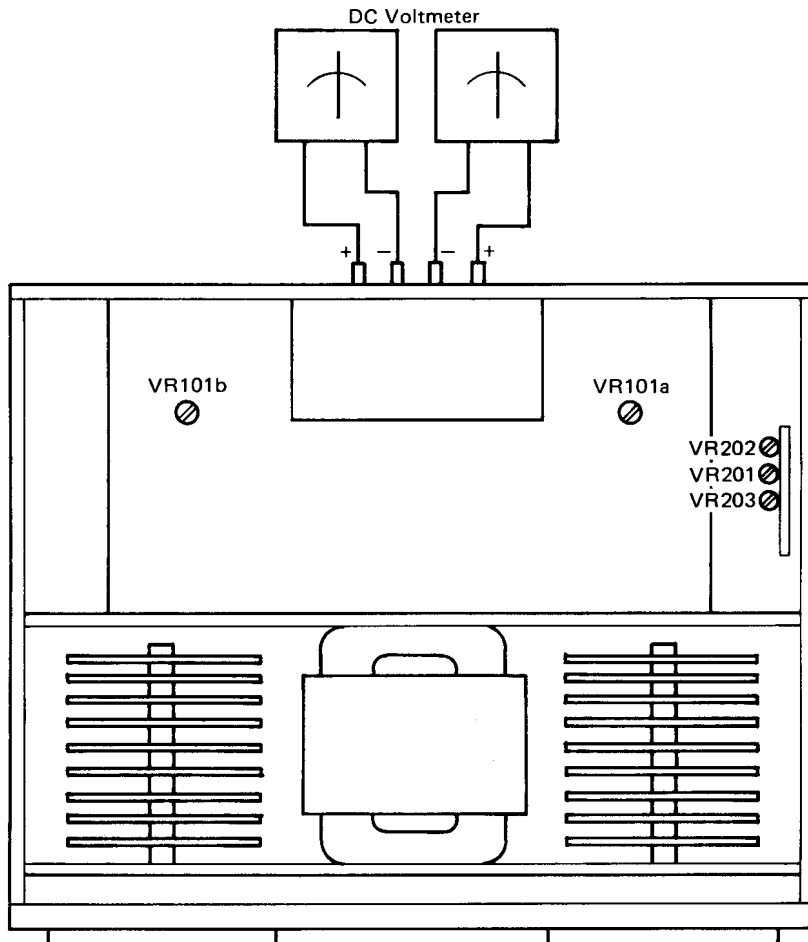 DC Voltmeter
+ − − +
VR101b
VR101a
VR202
VR201
VR203